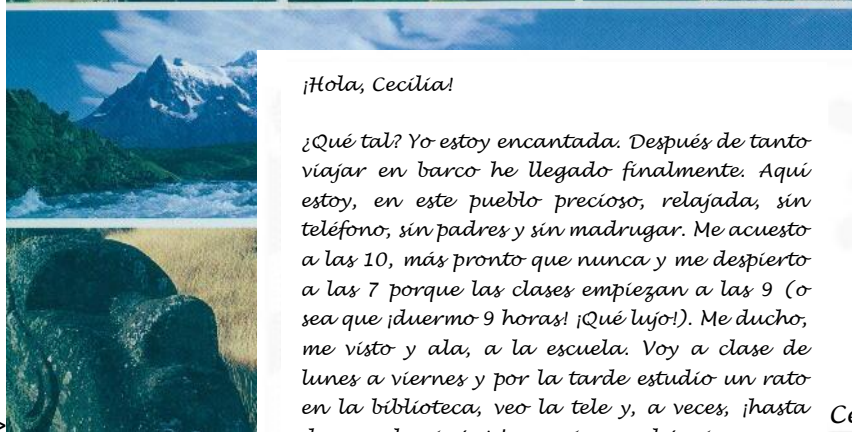 ¡Hola, Cecilia!
¿Qué tal? Yo estoy encantada. Después de tanto
viajar en barco he llegado finalmente. Aquí
estoy, en este pueblo precioso, relajada, sin
teléfono, sin padres y sin madrugar. Me acuesto
a las 10, más pronto que nunca y me despierto
a las 7 porque las clases empiezan a las 9 (o
sea que ¡duermo 9 horas! ¡Qué lujo!). Me ducho,
me visto y ala, a la escuela. Voy a clase de
lunes a viernes y por la tarde estudio un rato
en la biblioteca, veo la tele y, a veces, ¡hasta